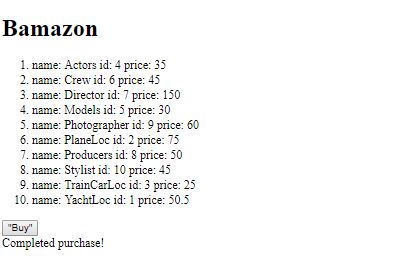 Bamazon
1. name: Actors id: 4 price: 35
2. name: Crew id: 6 price: 45
3. name: Director id: 7 price: 150
4. name: Models id: 5 price: 30
5. name: Photographer id: 9 price: 60
6. name: PlaneLoc id: 2 price: 75
7. name: Producers id: 8 price: 50
8. name: Stylist id: 10 price: 45
9. name: TrainCarLoc id: 3 price: 25
10. name: YachtLoc id: 1 price: 50.5
"Buy"
Completed purchase!